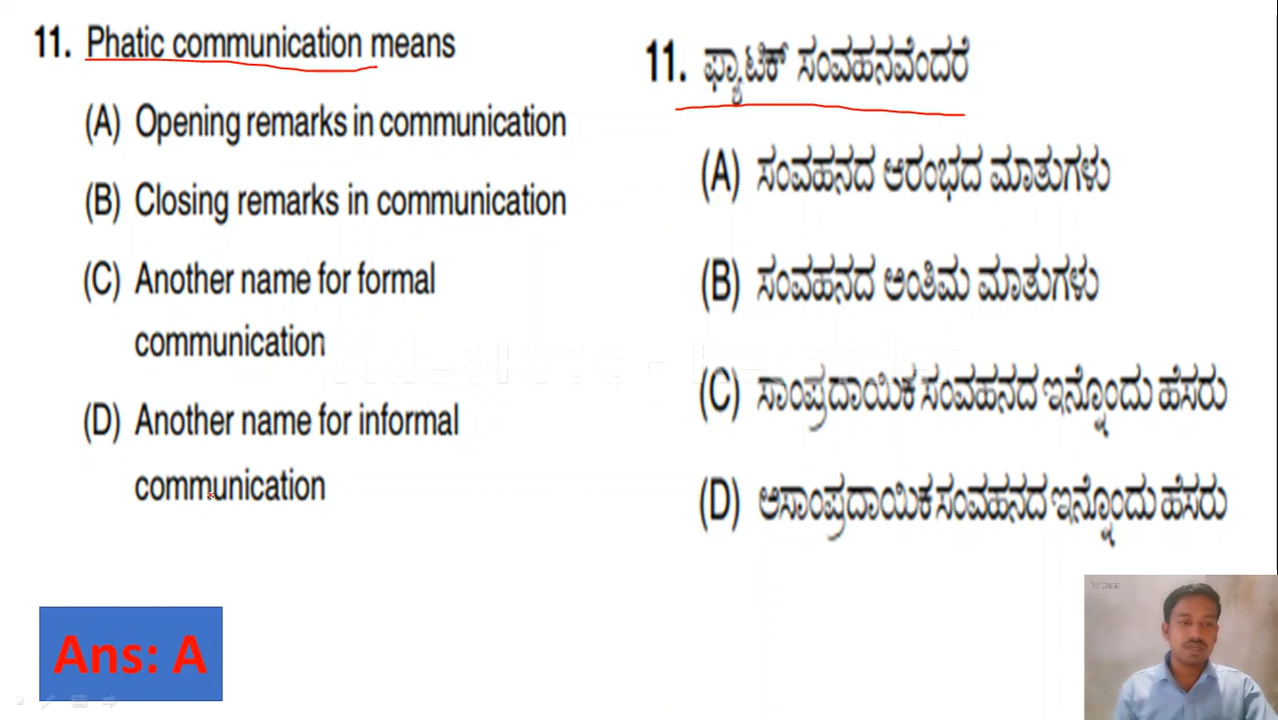 11. Phatic communication means
(A) Opening remarks in communication
(B) Closing remarks in communication
(C) Another name for formal
communication
(D) Another name for informal
communication
11. ಫ್ಯಾಟಿಕ್ ಸಂವಹನವೆಂದರೆ
(A) ಸಂವಹನದ ಆರಂಭದ ಮಾತುಗಳು
(B) ಸಂವಹನದ ಅಂತಿಮ ಮಾತುಗಳು
(C) ಸಾಂಪ್ರದಾಯಿಕ ಸಂವಹನದ ಇನ್ನೊಂದು ಹೆಸರು
(D) ಅಸಾಂಪ್ರದಾಯಿಕ ಸಂವಹನದ ಇನ್ನೊಂದು ಹೆಸರು
Ans: A